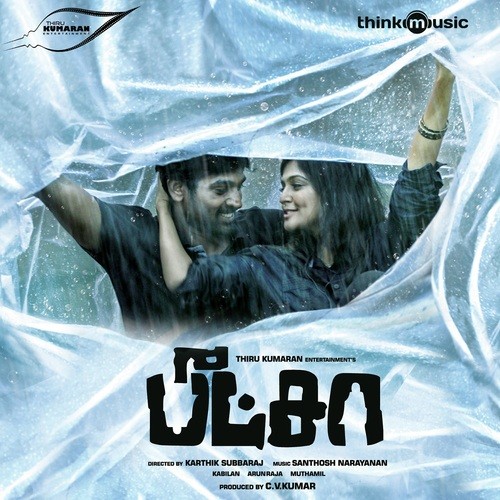 THIRU
KUMARAN
ENTERTAINMENT
think music
THIRU KUMARAN ENTERTAINMENT'S
பீட்சா
DIRECTED BY KARTHIK SUBBARAJ MUSIC SANTHOSH NARAYANAN
KABILAN ARUNRAJA MUTHAMIL
PRODUCED BY C.V.KUMAR